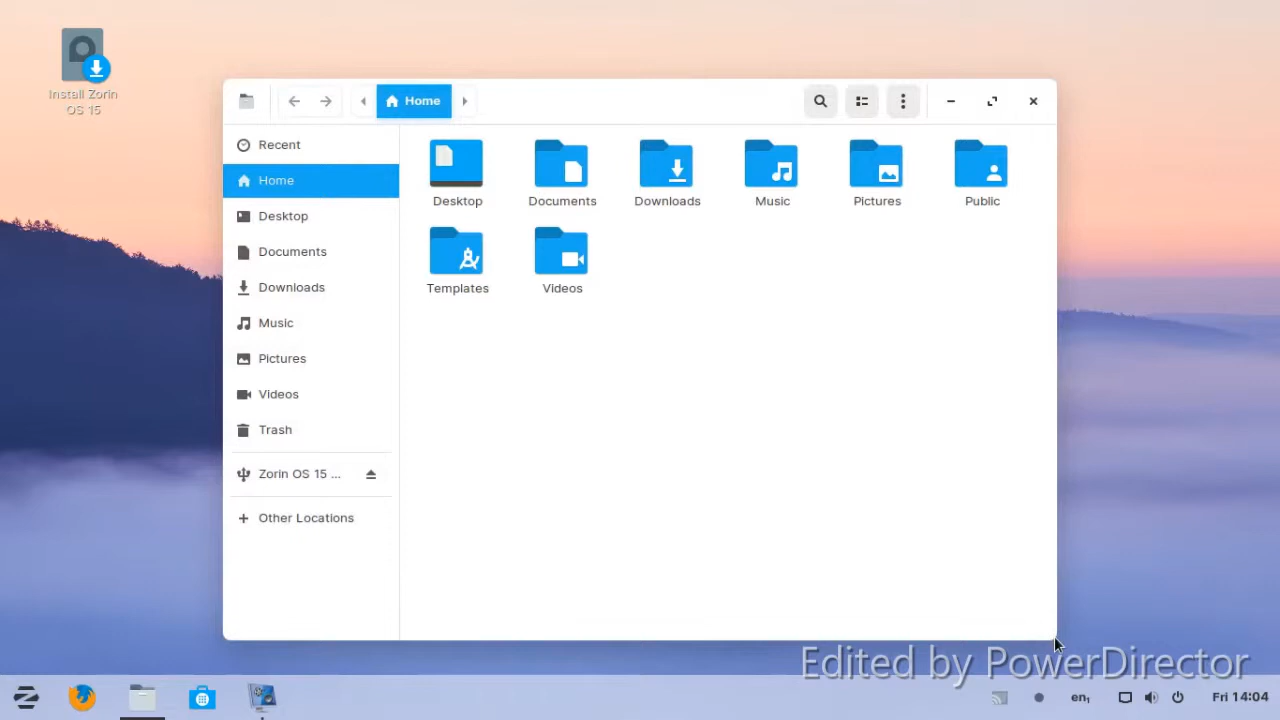 Install Zorin
OS 15
Home
Recent
Home
Desktop
Documents
Downloads
Music
Pictures
Videos
Trash
Zorin OS 15 ...
Other Locations
Desktop
Documents
Downloads
Music
Pictures
Public
Templates
Videos
Edited by PowerDirector
en₁
Fri 14:04